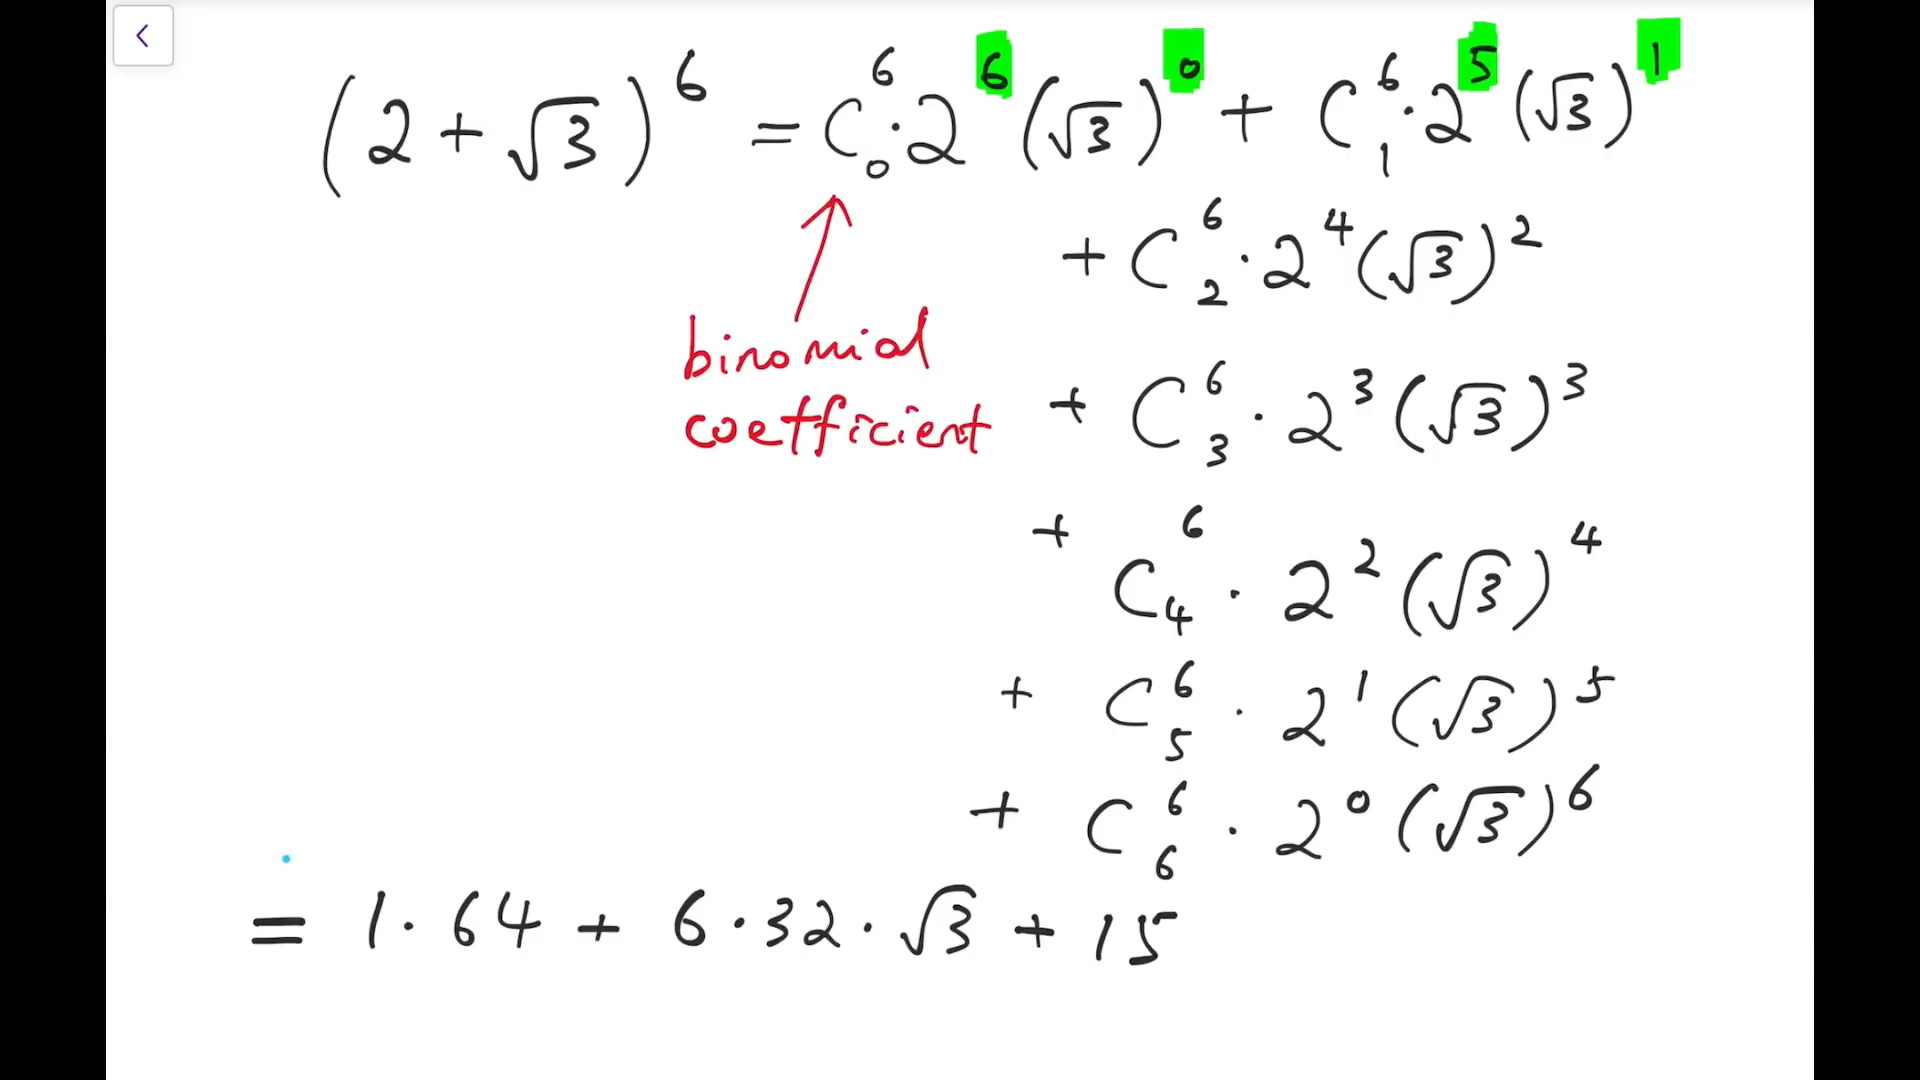 (2 + √3)⁶ = C⁶₀ · 2⁶ (√3)⁰ + C⁶₁ · 2⁵ (√3)¹
+ C⁶₂ · 2⁴ (√3)²
binomial
+ C⁶₃ · 2³ (√3)³
coefficient
+ C⁶₄ · 2² (√3)⁴
+ C⁶₅ · 2¹ (√3)⁵
+ C⁶₆ · 2⁰ (√3)⁶
= 1 · 64 + 6 · 32 · √3 + 15